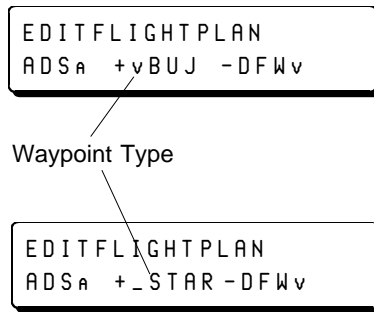 EDITFLIGHTPLAN
ADSA +vBUJ -DFWv
Waypoint Type
EDITFLIGHTPLAN
ADSA +_STAR-DFWv